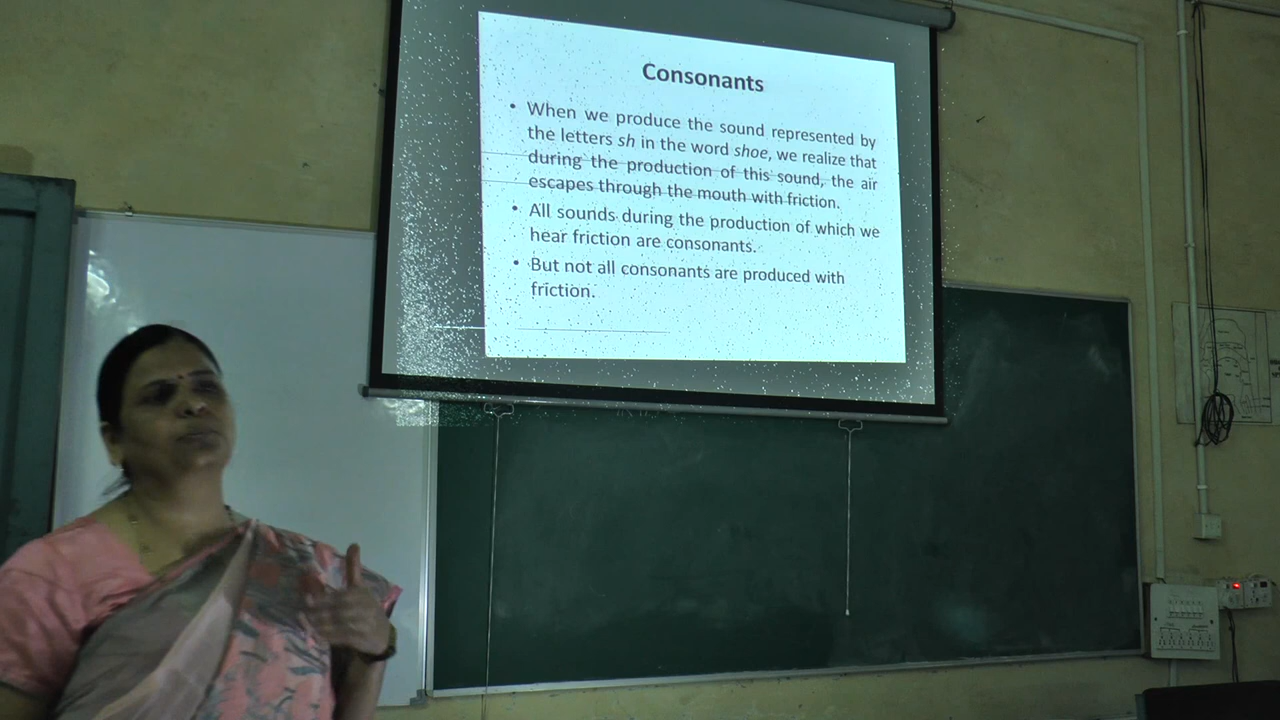 Consonants
• When we produce the sound represented by
the letters sh in the word shoe, we realize that
during the production of this sound, the air
escapes through the mouth with friction.
• All sounds during the production of which we
hear friction are consonants.
• But not all consonants are produced with
friction.